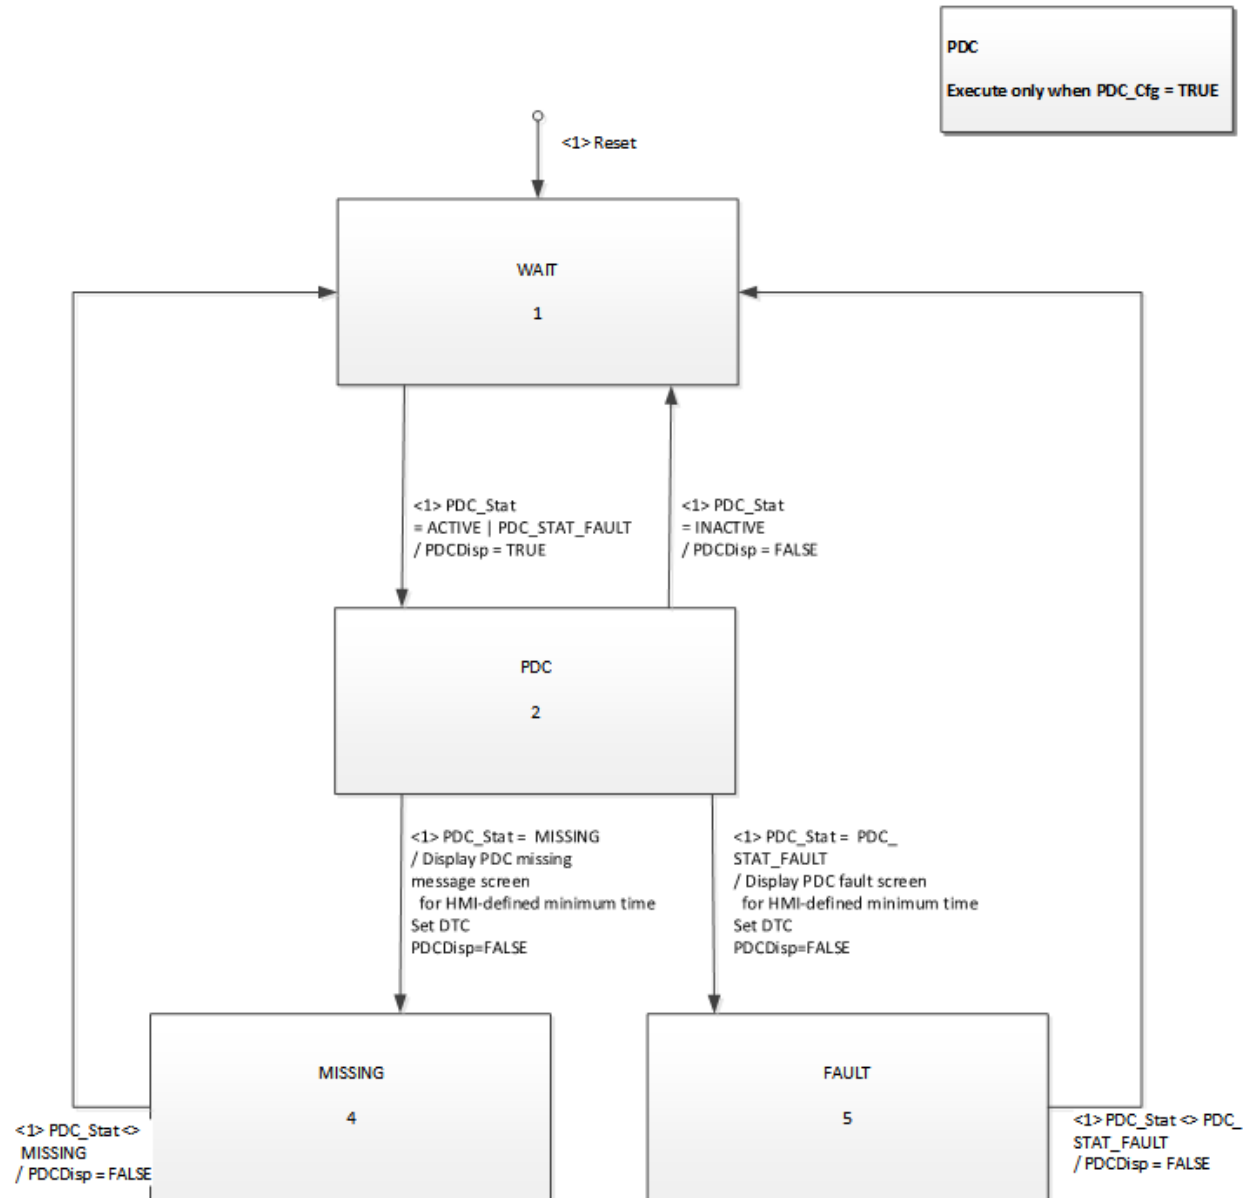 PDC
Execute only when PDC_Cfg = TRUE
<1> Reset
WAIT
1
<1> PDC_Stat
= ACTIVE | PDC_STAT_FAULT
/ PDCDisp = TRUE
<1> PDC_Stat
= INACTIVE
/ PDCDisp = FALSE
PDC
2
<1> PDC_Stat = MISSING
/ Display PDC missing
message screen
for HMI-defined minimum time
Set DTC
PDCDisp=FALSE
<1> PDC_Stat = PDC_
STAT_FAULT
/ Display PDC fault screen
for HMI-defined minimum time
Set DTC
PDCDisp=FALSE
MISSING
4
FAULT
5
<1> PDC_Stat <>
MISSING
/ PDCDisp = FALSE
<1> PDC_Stat <> PDC_
STAT_FAULT
/ PDCDisp = FALSE